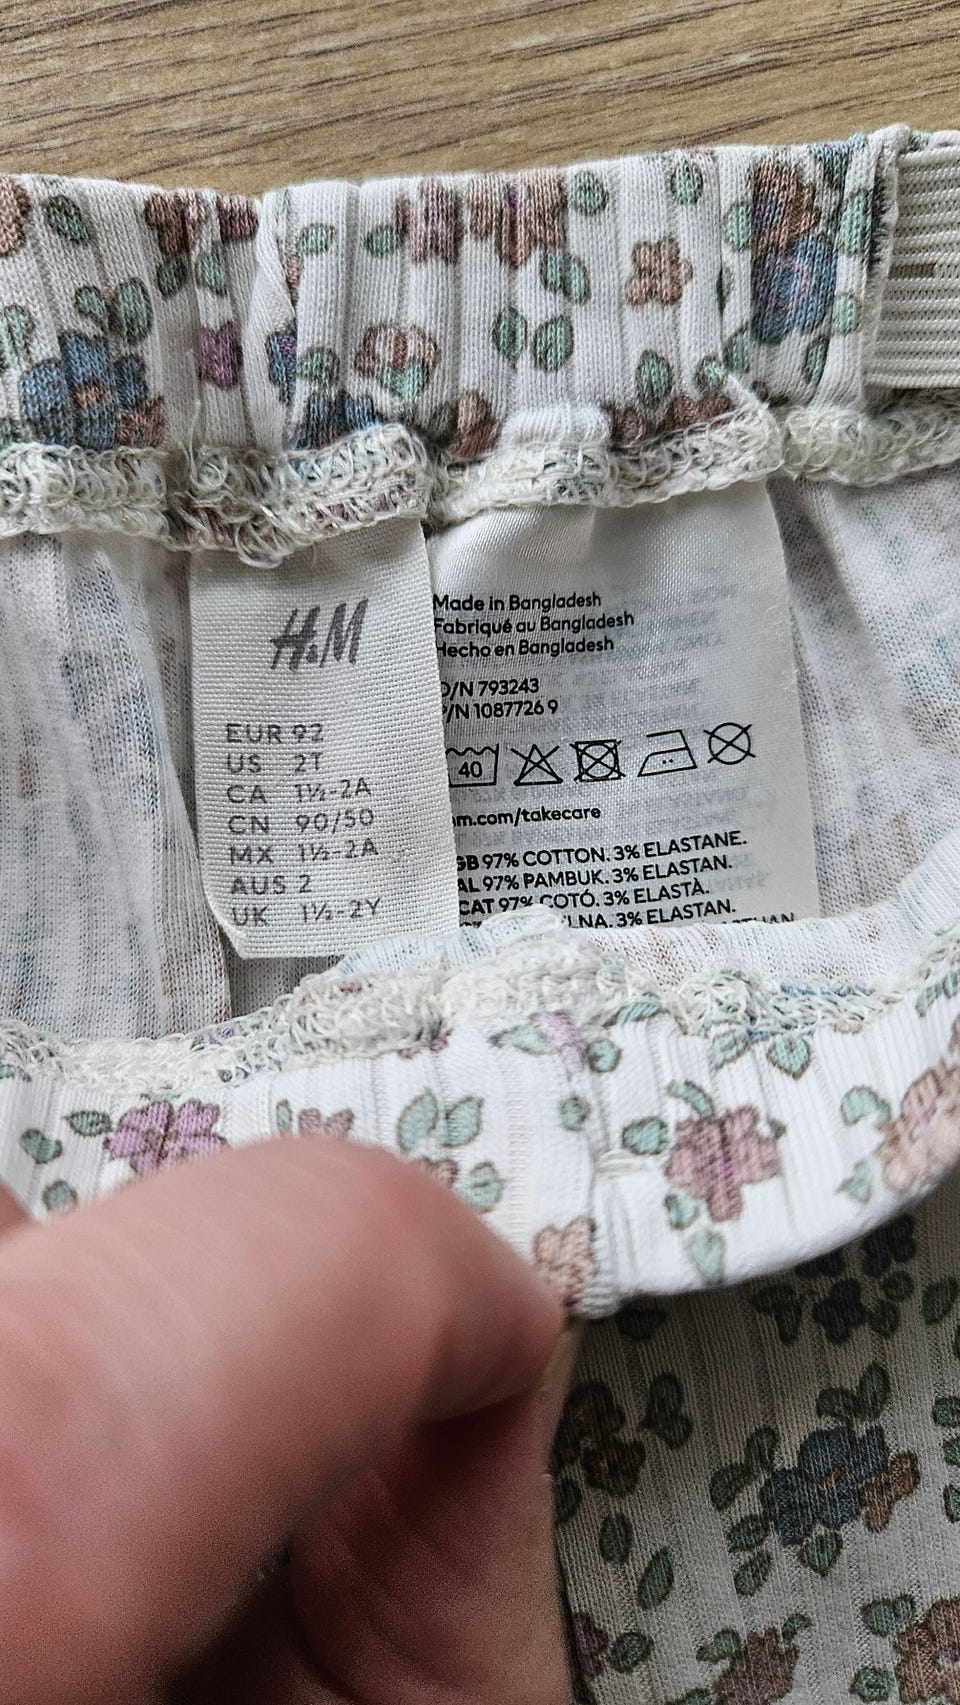 H&M
EUR 92
US 2T
CA 1½-2A
CN 90/50
MX 1½-2A
AUS 2
UK 1½-2Y
Made in Bangladesh
Fabriqué au Bangladesh
Hecho en Bangladesh
O/N 793243
P/N 1087726 9
40
m.com/takecare
GB 97% COTTON. 3% ELASTANE.
AL 97% PAMBUK. 3% ELASTAN.
CAT 97% COTÓ. 3% ELASTÀ.
3% ELASTAN.